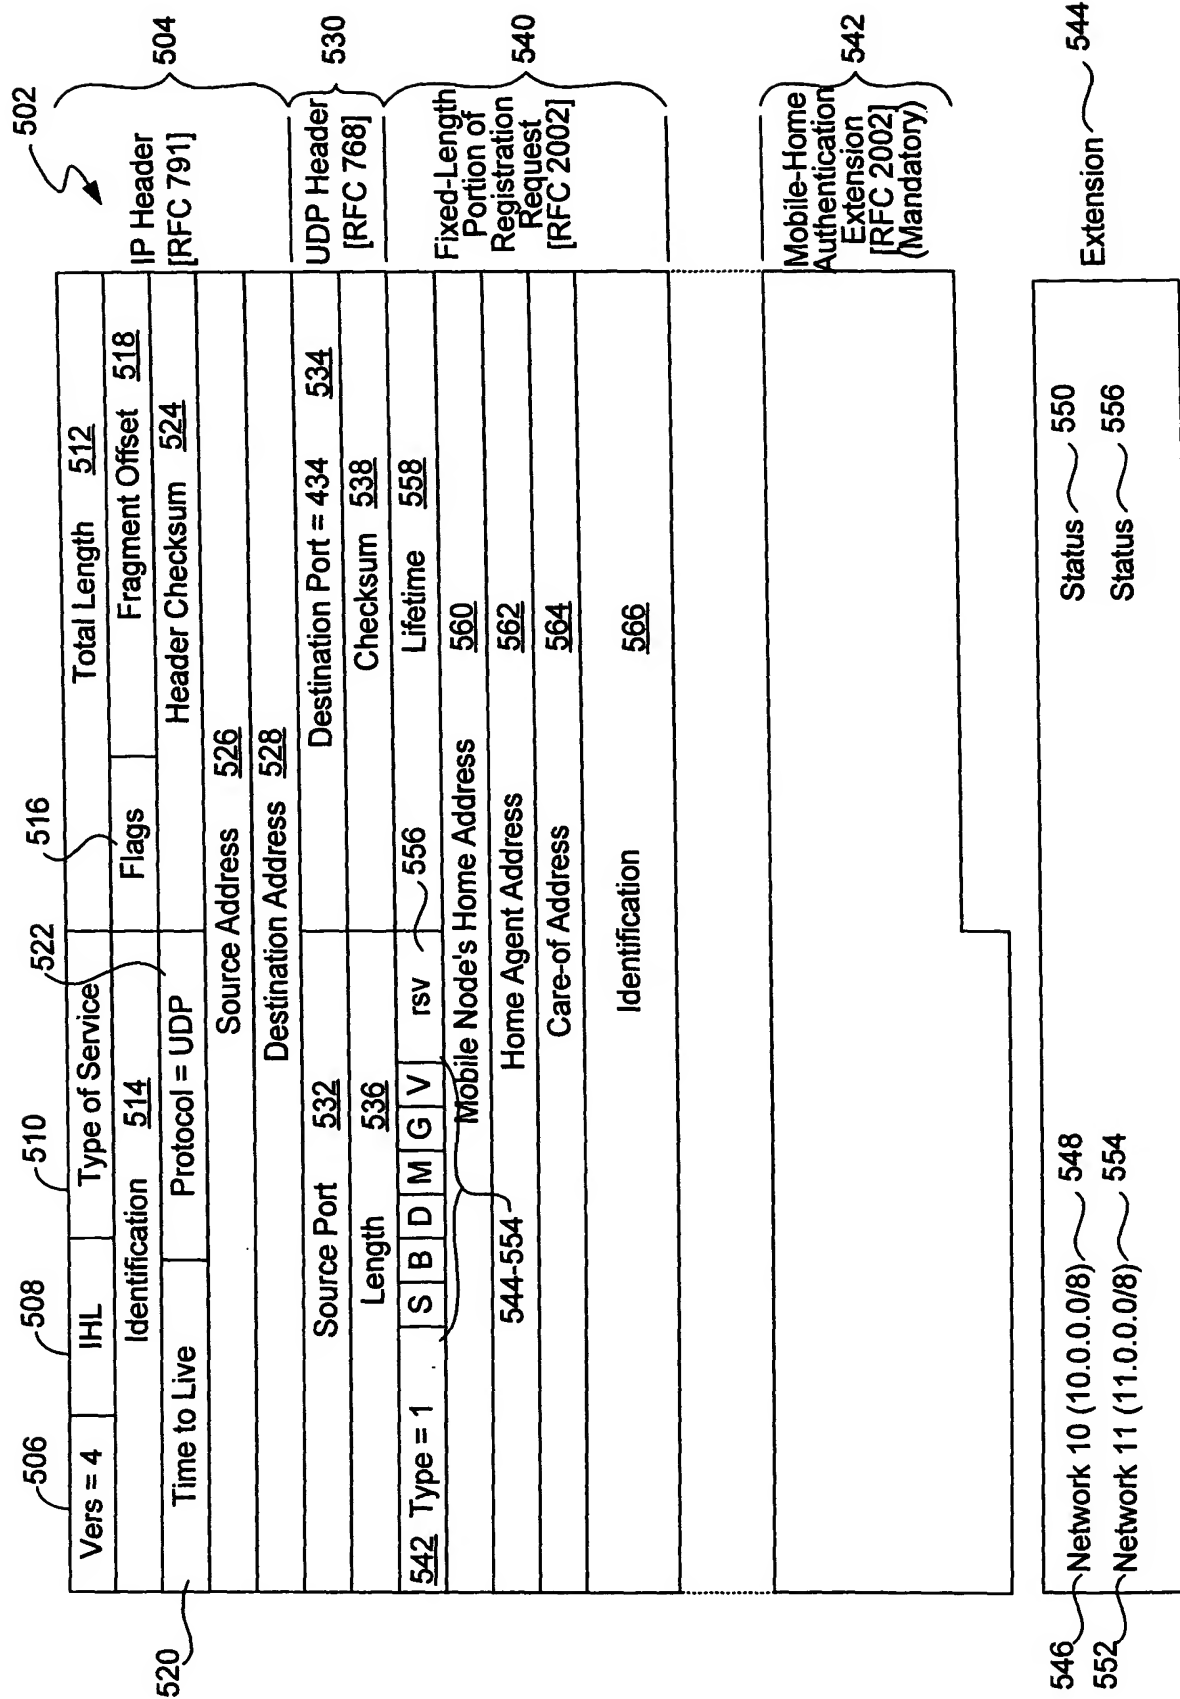 502
506
508
510
522
516
Vers = 4 IHL Type of Service Total Length 512
Identification 514 Flags Fragment Offset 518
Time to Live Protocol = UDP Header Checksum 524
520
Source Address 526
Destination Address 528
IP Header
[RFC 791]
504
Source Port 532 Destination Port = 434 534
Length 536 Checksum 538
UDP Header
[RFC 768]
530
542 Type = 1 S B D M G V rsv 556 Lifetime 558
Mobile Node's Home Address 560
544-554 Home Agent Address 562
Care-of Address 564
Identification 566
Fixed-Length
Portion of
Registration
Request
[RFC 2002]
540
Mobile-Home
Authentication
Extension
[RFC 2002]
(Mandatory)
542
546 Network 10 (10.0.0.0/8) 548 Status 550
552 Network 11 (11.0.0.0/8) 554 Status 556
Extension 544